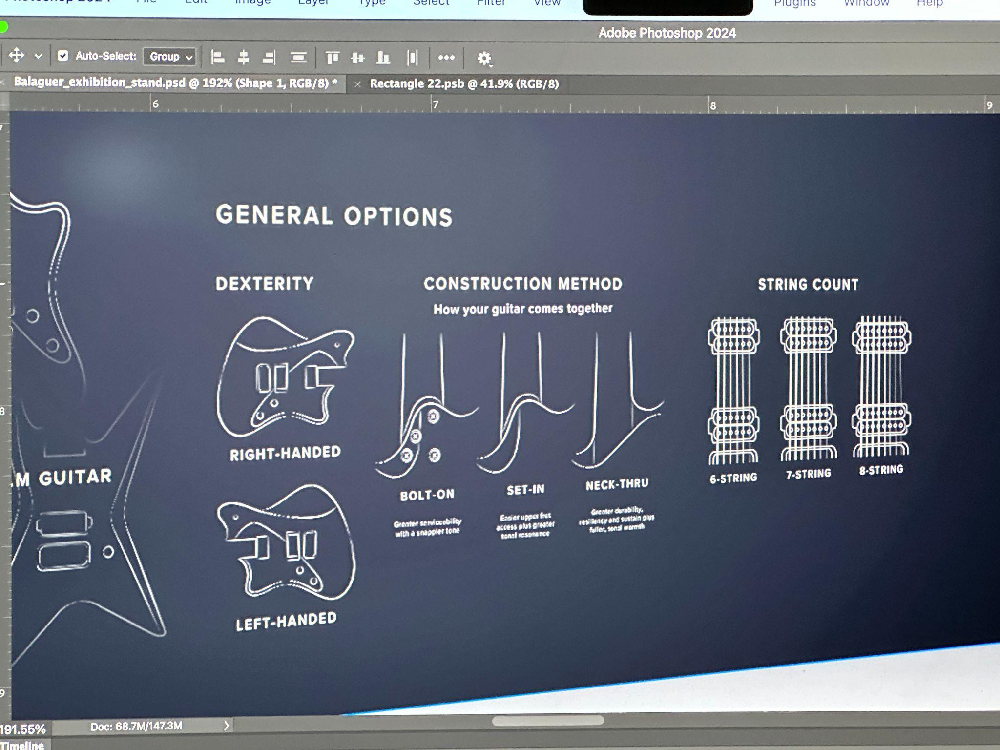 File Edit Image Layer Type Select Filter View Plugins Window Help
Adobe Photoshop 2024
Auto-Select: Group
Balaguer_exhibition_stand.psd @ 192% (Shape 1, RGB/8) *
Rectangle 22.psb @ 41.9% (RGB/8)
6 7 8 9
7
8
9
GENERAL OPTIONS
DEXTERITY
RIGHT-HANDED
LEFT-HANDED
CONSTRUCTION METHOD
How your guitar comes together
BOLT-ON
Greater serviceability
with a snappier tone
SET-IN
Easier upper fret
access plus greater
tonal resonance
NECK-THRU
Greater durability,
resiliency and sustain plus
fuller, tonal warmth
STRING COUNT
6-STRING
7-STRING
8-STRING
M GUITAR
191.55%
Doc: 68.7M/147.3M
Timeline